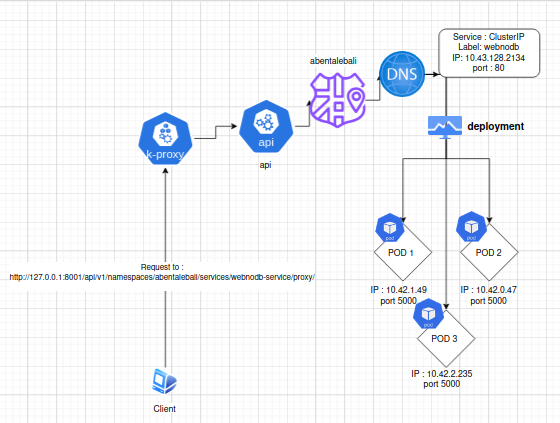 Service : ClusterIP
Label: webnodb
IP: 10.43.128.2134
port : 80
abentalebali
DNS
deployment
k-proxy
api
api
pod
POD 1
pod
POD 2
Request to :
http://127.0.0.1:8001/api/v1/namespaces/abentalebali/services/webnodb-service/proxy/
IP : 10.42.1.49
port 5000
IP : 10.42.0.47
port 5000
pod
POD 3
IP : 10.42.2.235
port 5000
Client